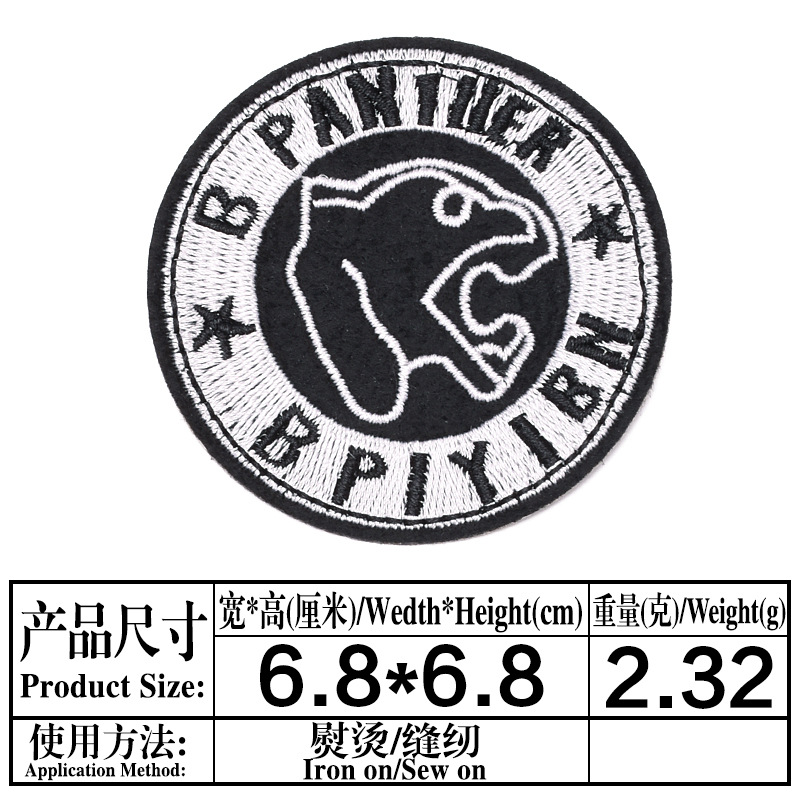 B PANTHER
BPIYIBN
产品尺寸
Product Size:
宽*高(厘米)/Wedth*Height(cm)
重量(克)/Weight(g)
6.8*6.8
2.32
使用方法:
Application Method:
熨烫/缝纫
Iron on/Sew on